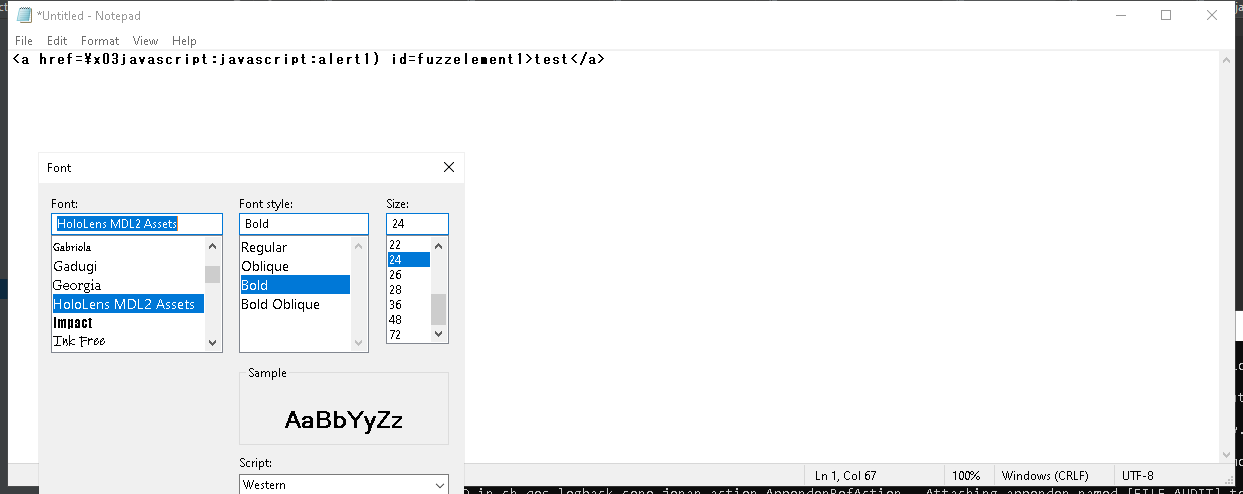 *Untitled - Notepad
File Edit Format View Help
<a href=¥x03javascript:javascript:alert1) id=fuzzelement1>test</a>
Font
Font: Font style: Size:
HoloLens MDL2 Assets Bold 24
Gabriola
Gadugi
Georgia
HoloLens MDL2 Assets
Impact
Ink Free
Regular
Oblique
Bold
Bold Oblique
22
24
26
28
36
48
72
Sample
AaBbYyZz
Script:
Western
Ln 1, Col 67 100% Windows (CRLF) UTF-8